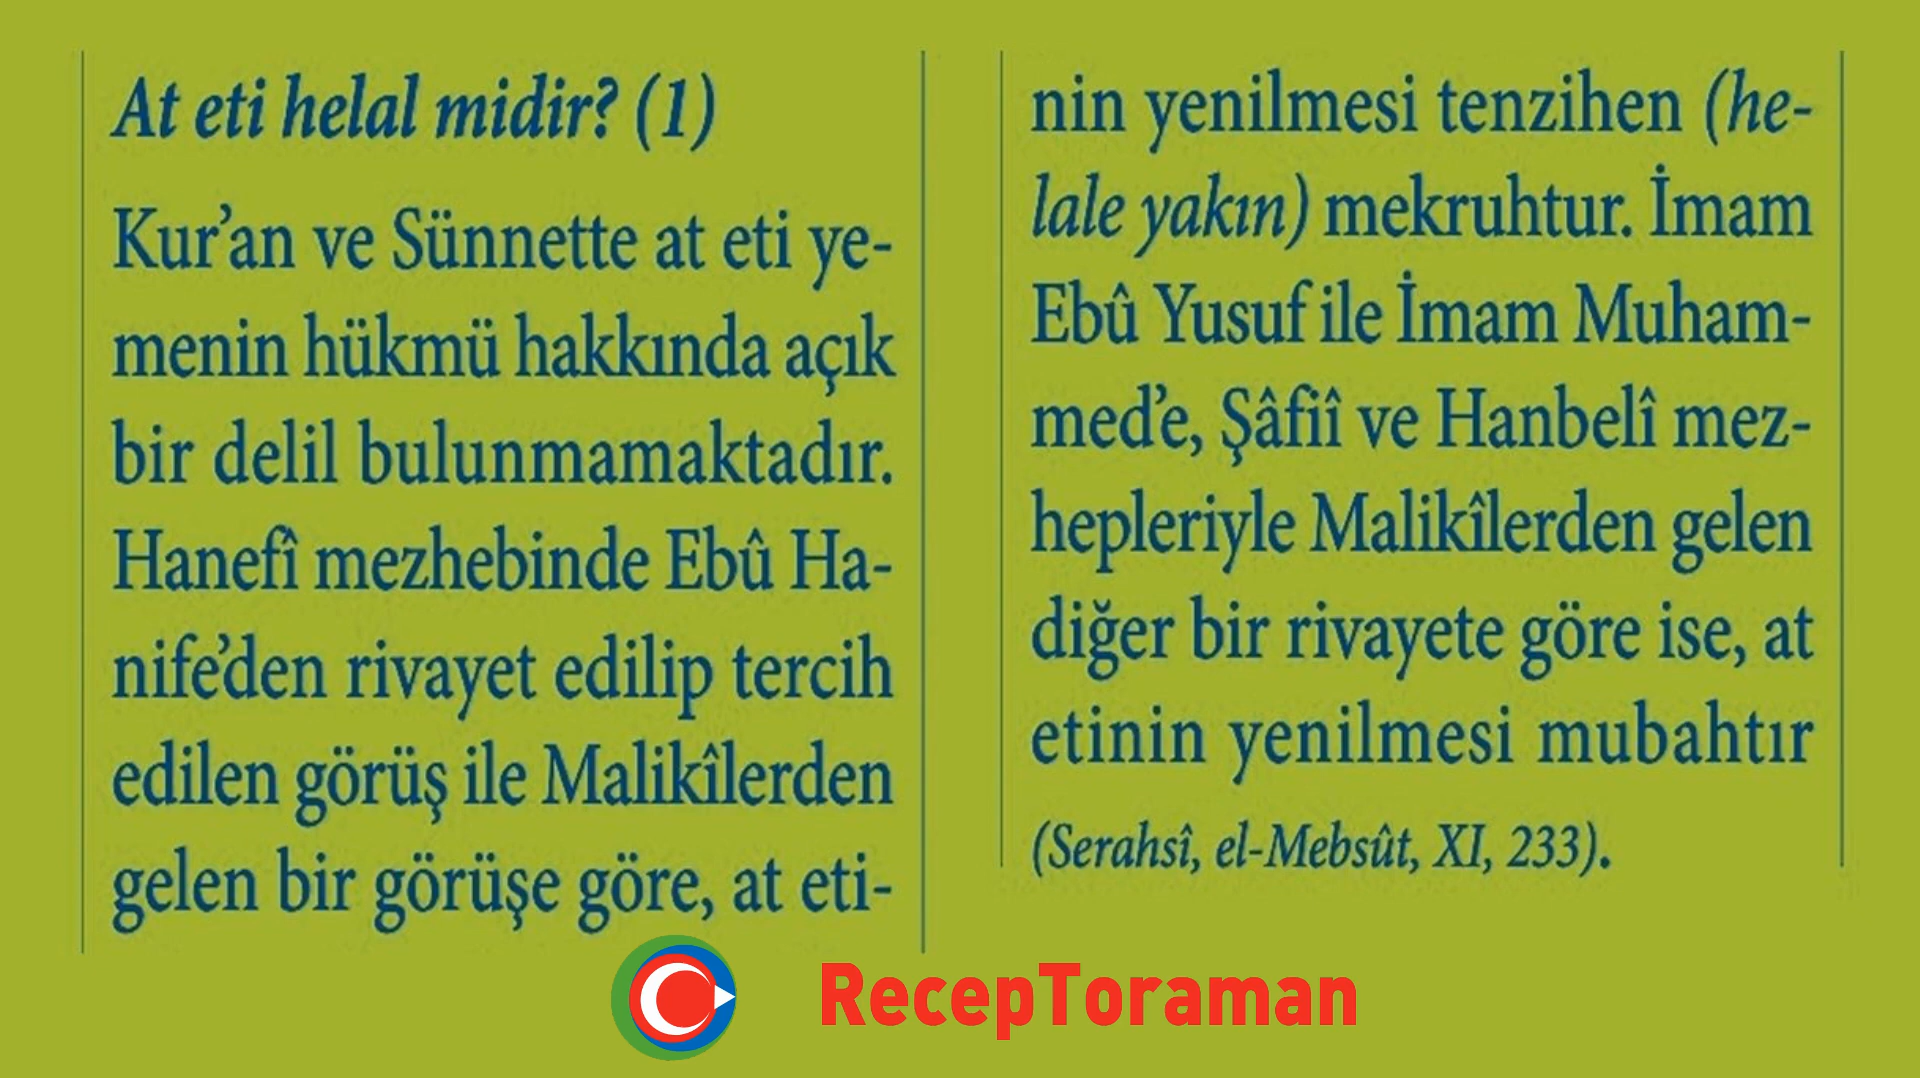 At eti helal midir? (1)
Kur’an ve Sünnette at eti ye-
menin hükmü hakkında açık
bir delil bulunmamaktadır.
Hanefî mezhebinde Ebû Ha-
nife’den rivayet edilip tercih
edilen görüş ile Malikîlerden
gelen bir görüşe göre, at eti-
nin yenilmesi tenzihen (he-
lale yakın) mekruhtur. İmam
Ebû Yusuf ile İmam Muham-
med’e, Şâfiî ve Hanbelî mez-
hepleriyle Malikîlerden gelen
diğer bir rivayete göre ise, at
etinin yenilmesi mubahtır
(Serahsî, el-Mebsût, XI, 233).
RecepToraman